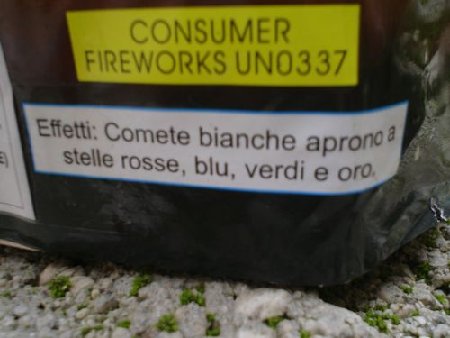 CONSUMER
FIREWORKS UN0337
Effetti: Comete bianche aprono a
stelle rosse, blu, verdi e oro.